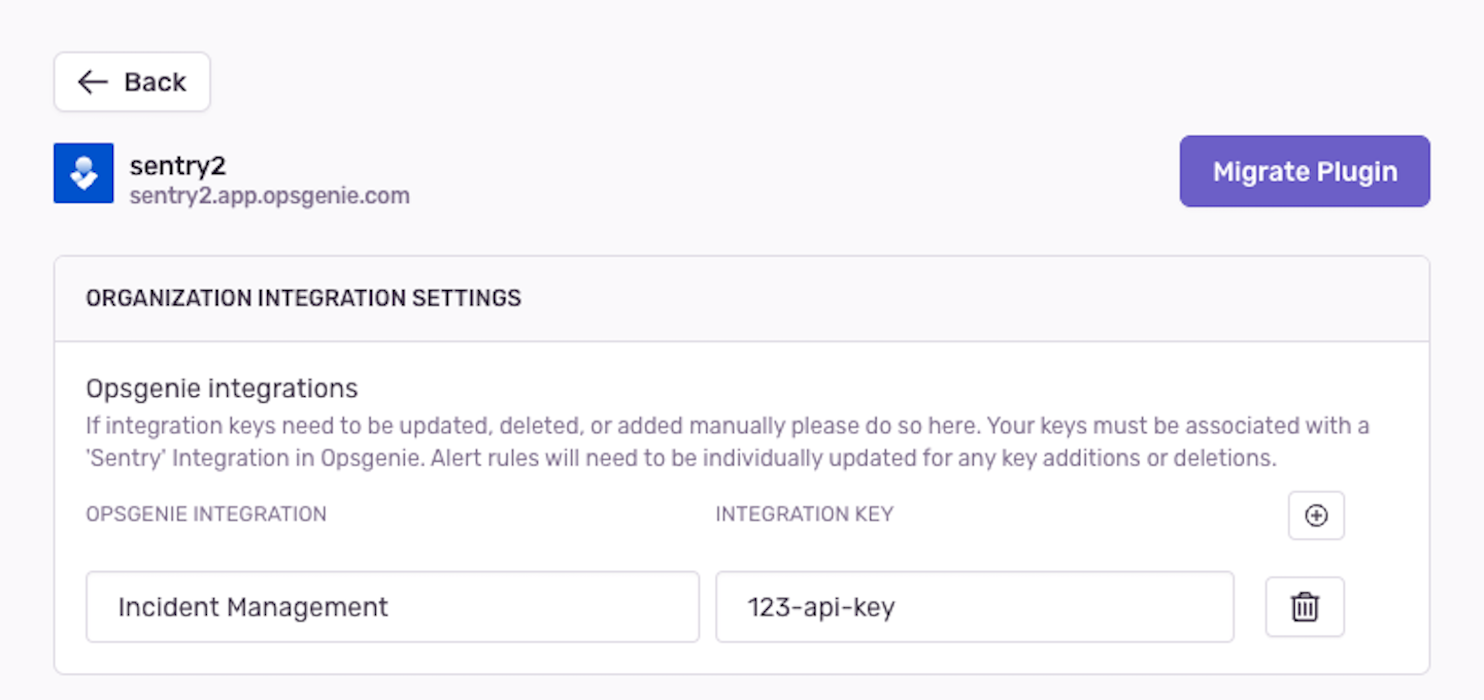 Back
sentry2
sentry2.app.opsgenie.com
Migrate Plugin
ORGANIZATION INTEGRATION SETTINGS
Opsgenie integrations
If integration keys need to be updated, deleted, or added manually please do so here. Your keys must be associated with a
'Sentry' Integration in Opsgenie. Alert rules will need to be individually updated for any key additions or deletions.
OPSGENIE INTEGRATION
INTEGRATION KEY
Incident Management
123-api-key